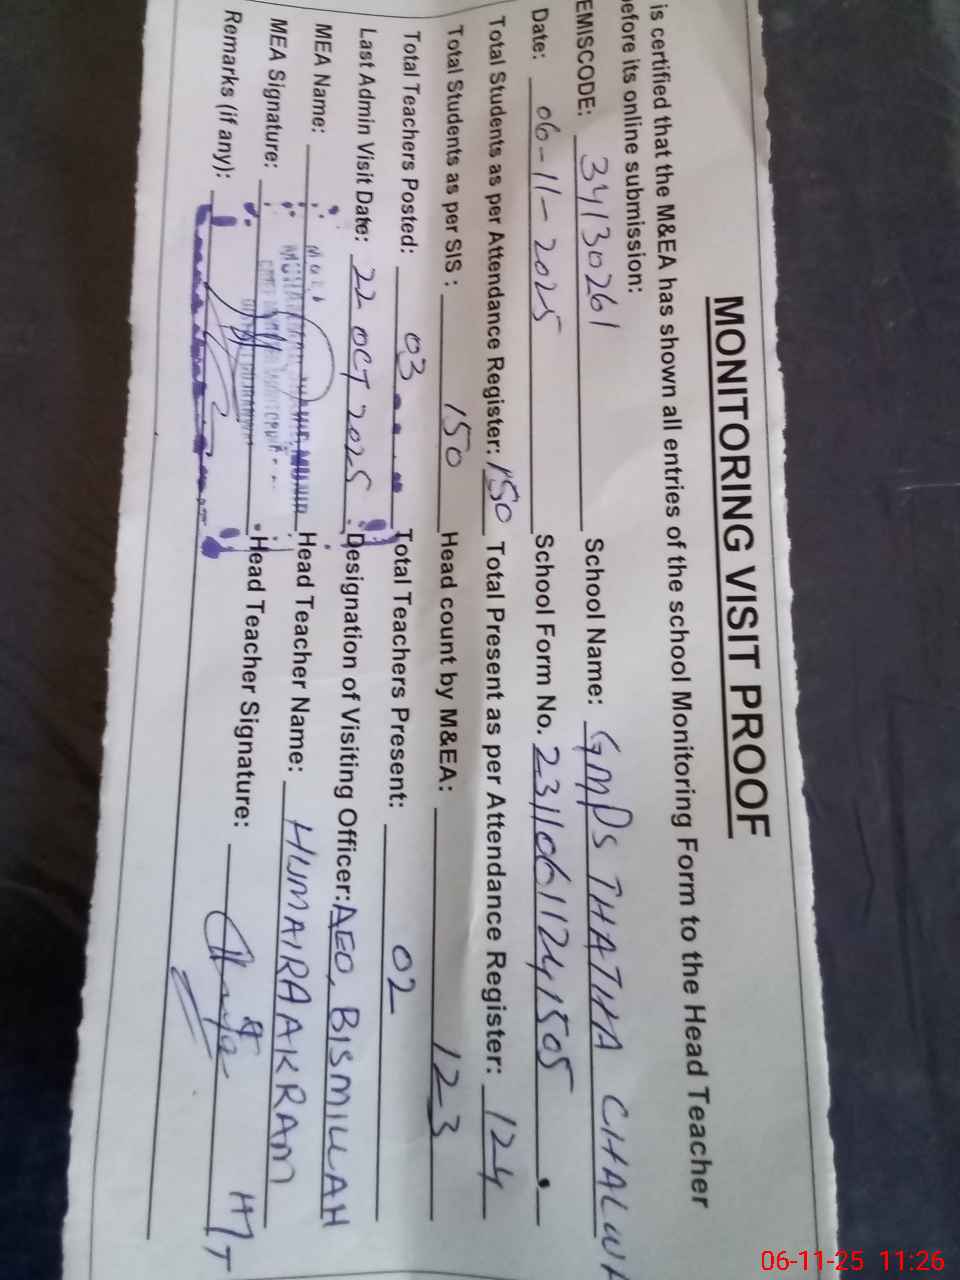 MONITORING VISIT PROOF
is certified that the M&EA has shown all entries of the school Monitoring Form to the Head Teacher
before its online submission:
EMISCODE: 34130261 School Name: GMPS THATHA CHALWA
Date: 06-11-2025 School Form No. 23110611241505
Total Students as per Attendance Register: 150 Total Present as per Attendance Register: 124
Total Students as per SIS : 150 Head count by M&EA: 123
Total Teachers Posted: 03 Total Teachers Present: 02
Last Admin Visit Date: 22 OCT 2025 Designation of Visiting Officer: AEO, BISMILLAH
MEA Name: Head Teacher Name: HUMAIRA AKRAM
MEA Signature: Head Teacher Signature:
Remarks (if any): HT
06-11-25 11:26